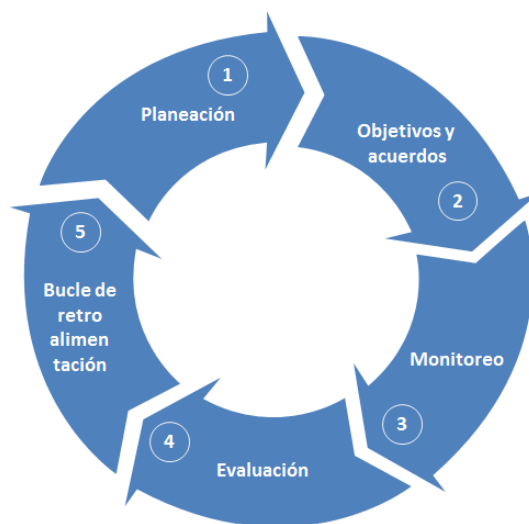 1
Planeación
Objetivos y
acuerdos
2
Monitoreo
3
4
Evaluación
5
Bucle de
retro
alimen
tación